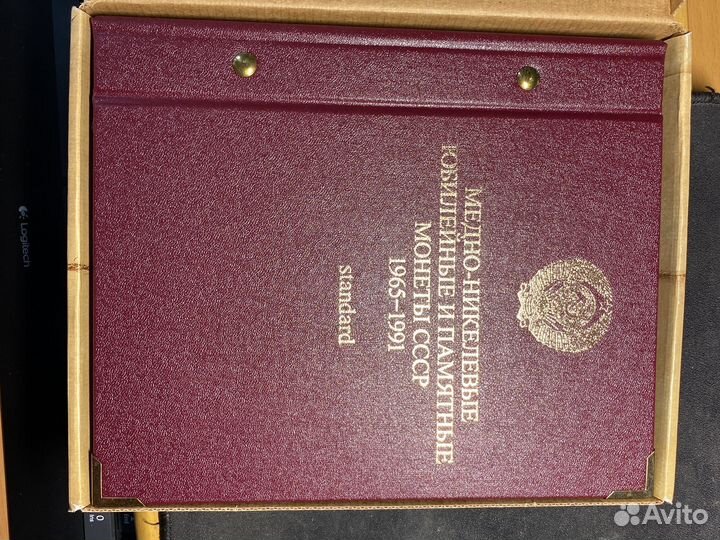 МЕДНО-НИКЕЛЕВЫЕ
ЮБИЛЕЙНЫЕ И ПАМЯТНЫЕ
МОНЕТЫ СССР
1965–1991
standard
Logitech
Avito